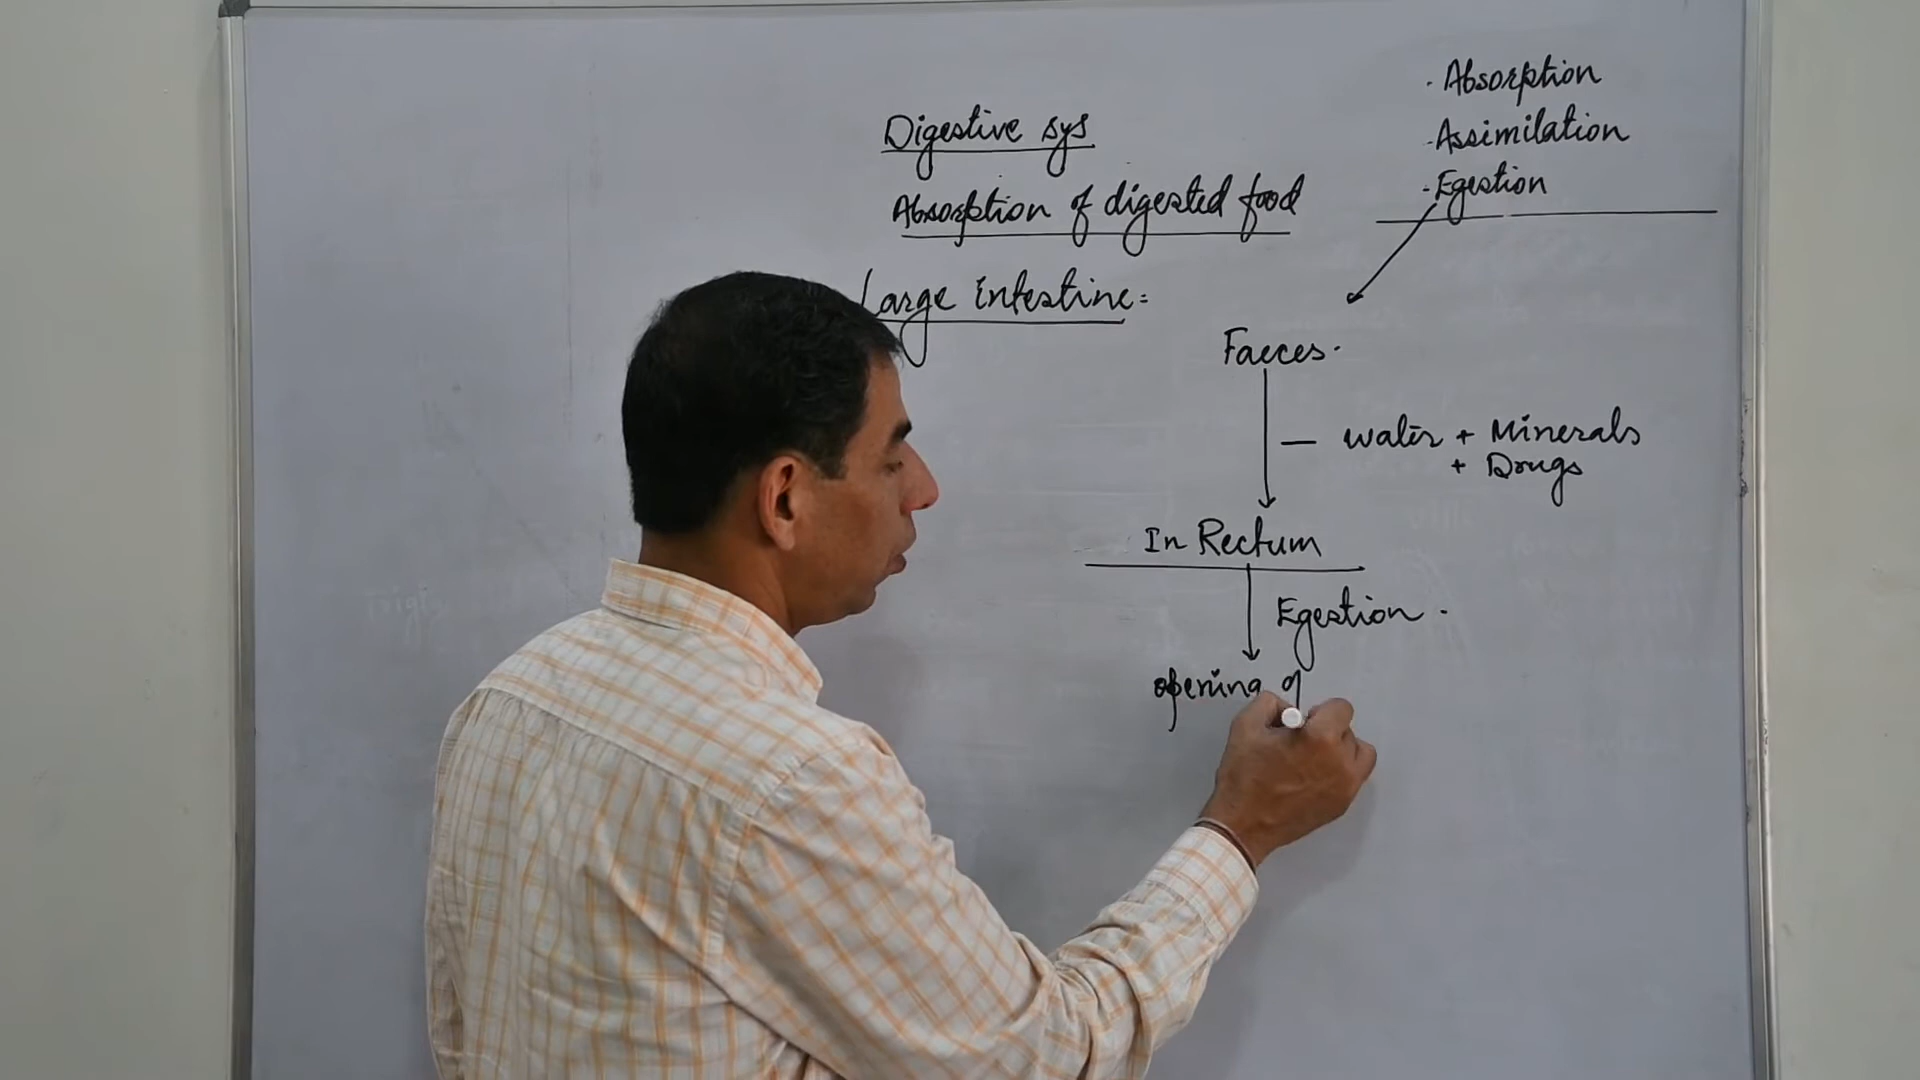 Digestive sys
Absorption of digested food
Large Intestine =
· Absorption
· Assimilation
· Egestion
Faeces.
— Water + Minerals
+ Drugs
In Rectum
Egestion .
opening of